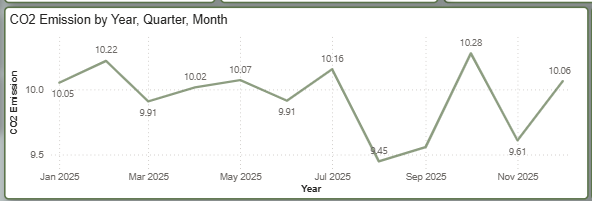 CO2 Emission by Year, Quarter, Month
CO2 Emission
10.0
9.5
10.05
10.22
9.91
10.02
10.07
9.91
10.16
9.45
10.28
9.61
10.06
Jan 2025
Mar 2025
May 2025
Jul 2025
Sep 2025
Nov 2025
Year